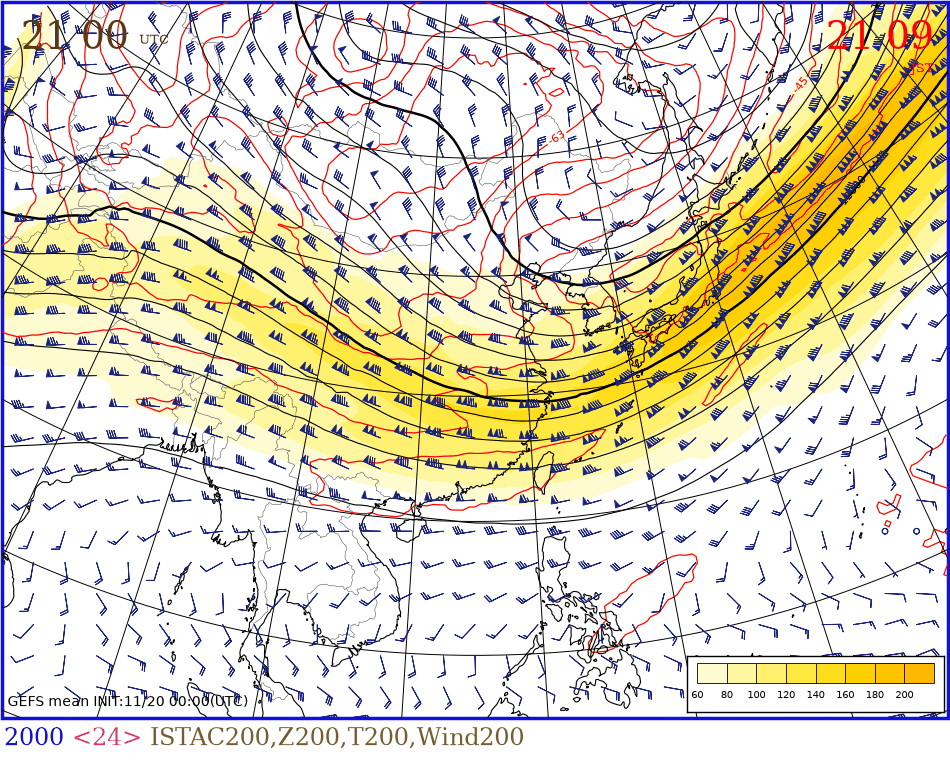 21 00 UTC
21 09
JST
-45
-63
60 80 100 120 140 160 180 200
GEFS mean INIT:11/20 00:00(UTC)
2000 <24> ISTAC200,Z200,T200,Wind200